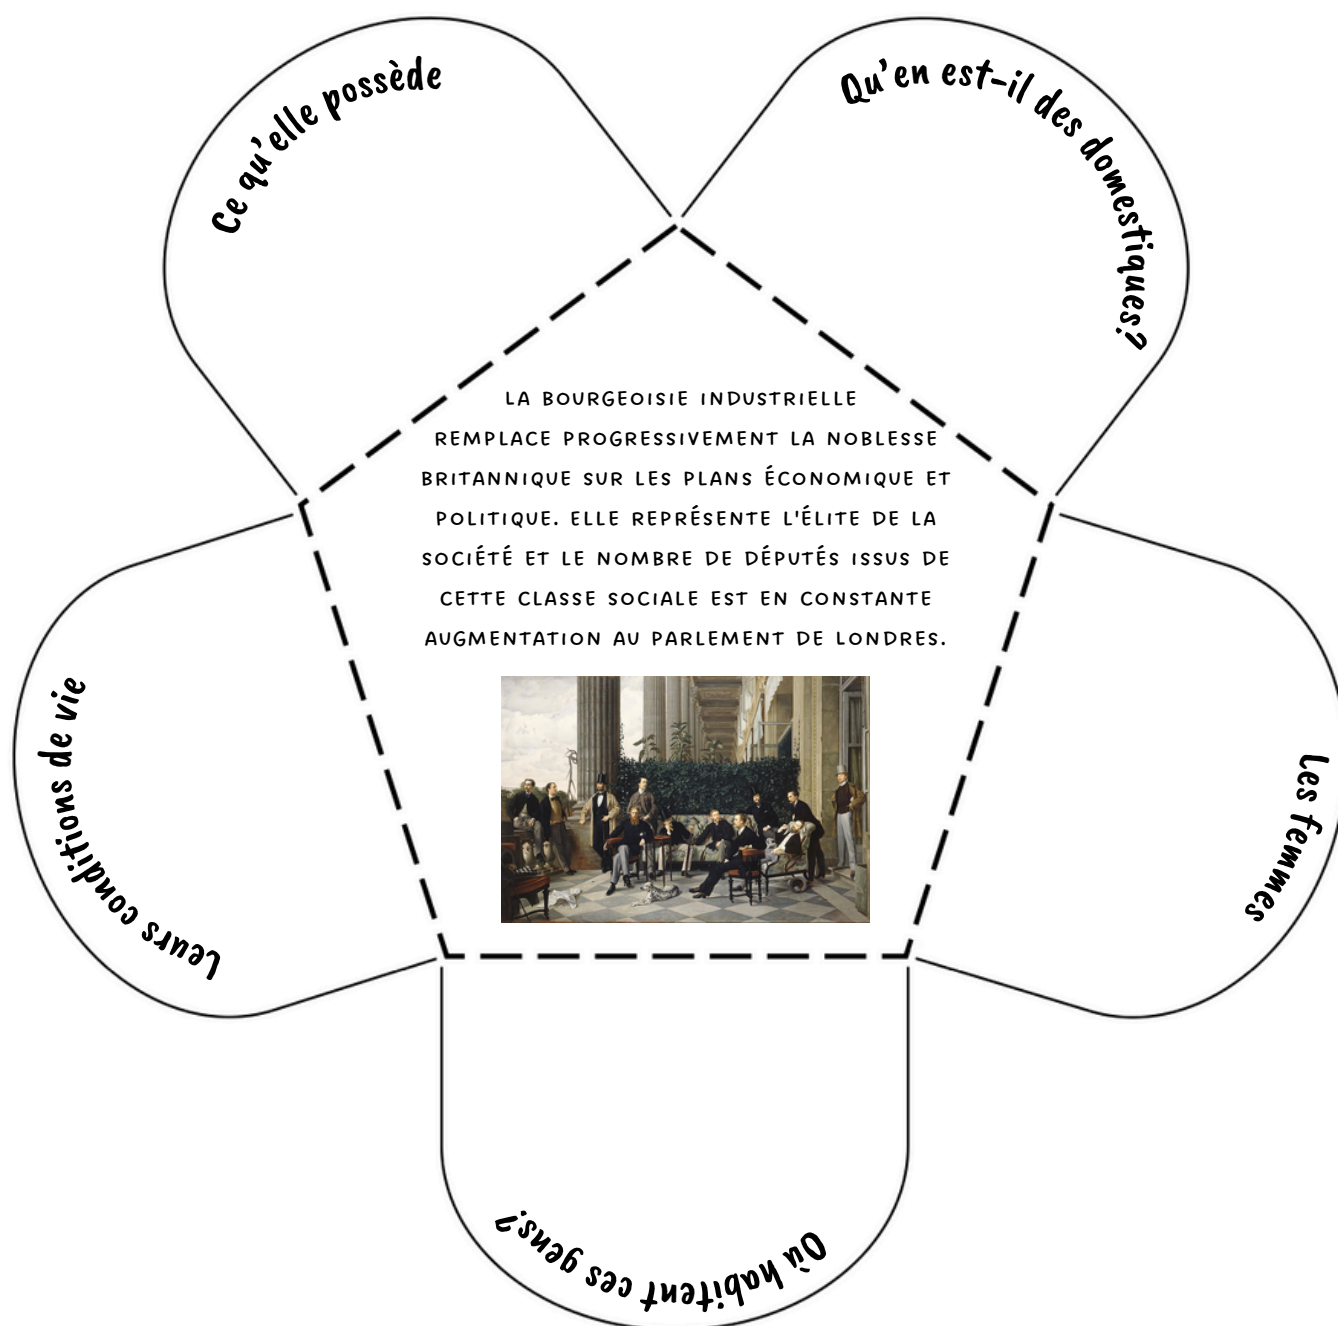 Ce qu'elle possède
Qu'en est-il des domestiques?
LA BOURGEOISIE INDUSTRIELLE
REMPLACE PROGRESSIVEMENT LA NOBLESSE
BRITANNIQUE SUR LES PLANS ÉCONOMIQUE ET
POLITIQUE. ELLE REPRÉSENTE L'ÉLITE DE LA
SOCIÉTÉ ET LE NOMBRE DE DÉPUTÉS ISSUS DE
CETTE CLASSE SOCIALE EST EN CONSTANTE
AUGMENTATION AU PARLEMENT DE LONDRES.
Leurs conditions de vie
Les femmes
Où habitent ces gens?